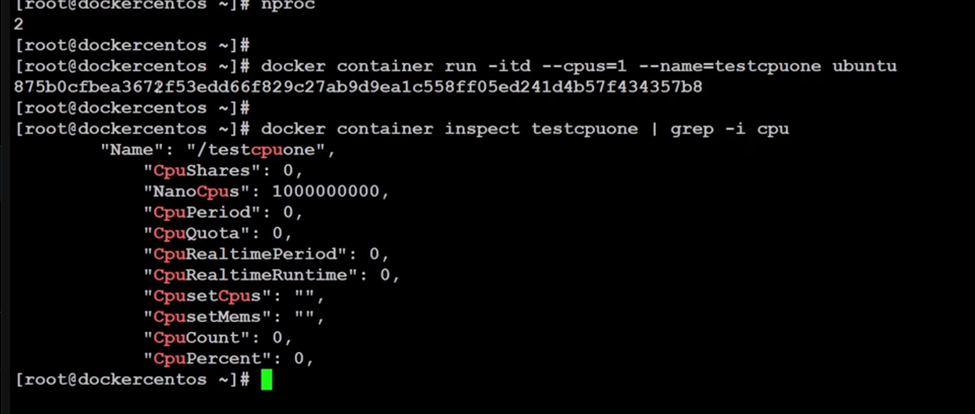 [root@dockercentos ~]# nproc
2
[root@dockercentos ~]#
[root@dockercentos ~]# docker container run -itd --cpus=1 --name=testcpuone ubuntu
875b0cfbea3672f53edd66f829c27ab9d9ea1c558ff05ed241d4b57f434357b8
[root@dockercentos ~]#
[root@dockercentos ~]# docker container inspect testcpuone | grep -i cpu
"Name": "/testcpuone",
"CpuShares": 0,
"NanoCpus": 1000000000,
"CpuPeriod": 0,
"CpuQuota": 0,
"CpuRealtimePeriod": 0,
"CpuRealtimeRuntime": 0,
"CpusetCpus": "",
"CpusetMems": "",
"CpuCount": 0,
"CpuPercent": 0,
[root@dockercentos ~]#